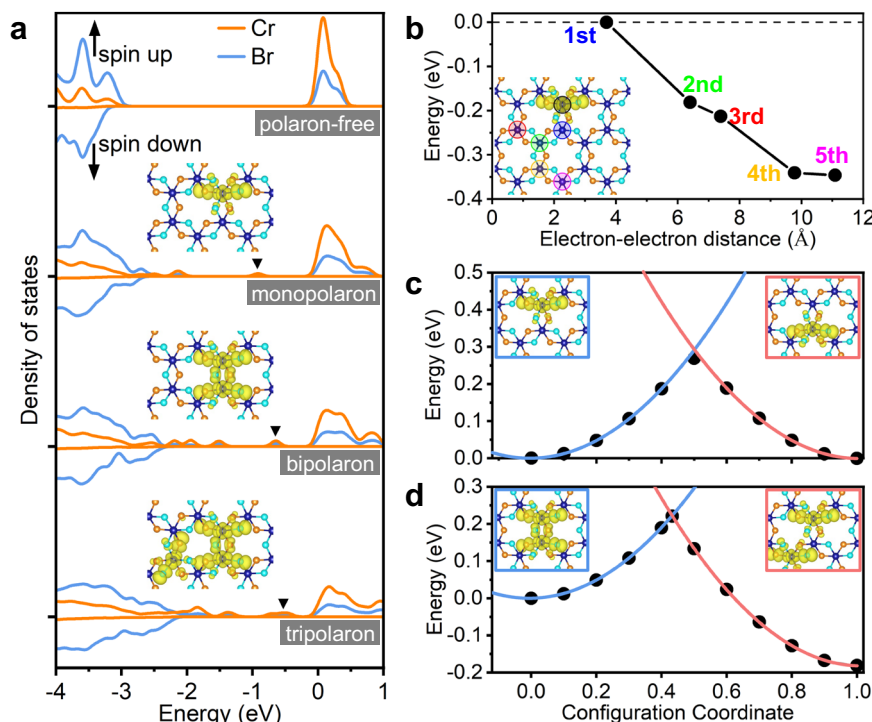 a
Cr
Br
spin up
polaron-free
spin down
monopolaron
bipolaron
tripolaron
Density of states
-4 -3 -2 -1 0 1
Energy (eV)
b
0.0
-0.1
-0.2
-0.3
-0.4
Energy (eV)
1st
2nd
3rd
4th
5th
0 2 4 6 8 10 12
Electron-electron distance (Å)
c
0.5
0.4
0.3
0.2
0.1
0.0
Energy (eV)
d
0.3
0.2
0.1
0.0
-0.1
-0.2
Energy (eV)
0.0 0.2 0.4 0.6 0.8 1.0
Configuration Coordinate